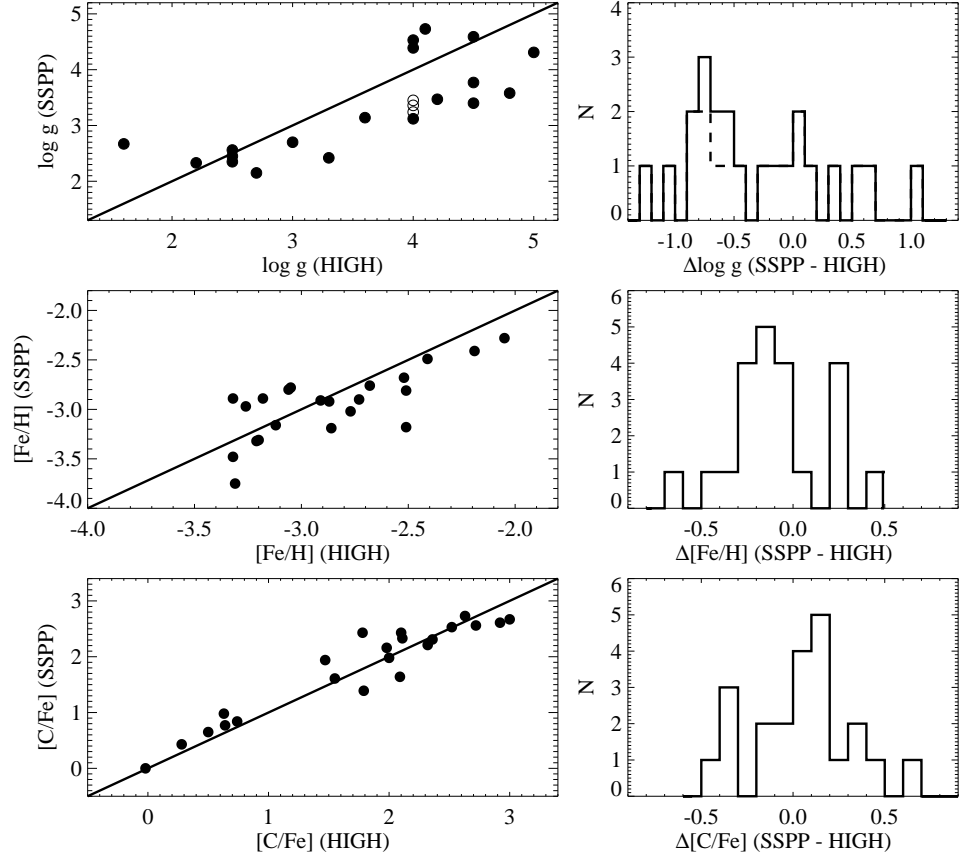 5
4
3
2
log g (SSPP)
2 3 4 5
log g (HIGH)
4
3
2
1
0
N
-1.0 -0.5 0.0 0.5 1.0
Δlog g (SSPP - HIGH)
-2.0
-2.5
-3.0
-3.5
-4.0
[Fe/H] (SSPP)
-4.0 -3.5 -3.0 -2.5 -2.0
[Fe/H] (HIGH)
6
5
4
3
2
1
0
N
-0.5 0.0 0.5
Δ[Fe/H] (SSPP - HIGH)
3
2
1
0
[C/Fe] (SSPP)
0 1 2 3
[C/Fe] (HIGH)
6
5
4
3
2
1
0
N
-0.5 0.0 0.5
Δ[C/Fe] (SSPP - HIGH)